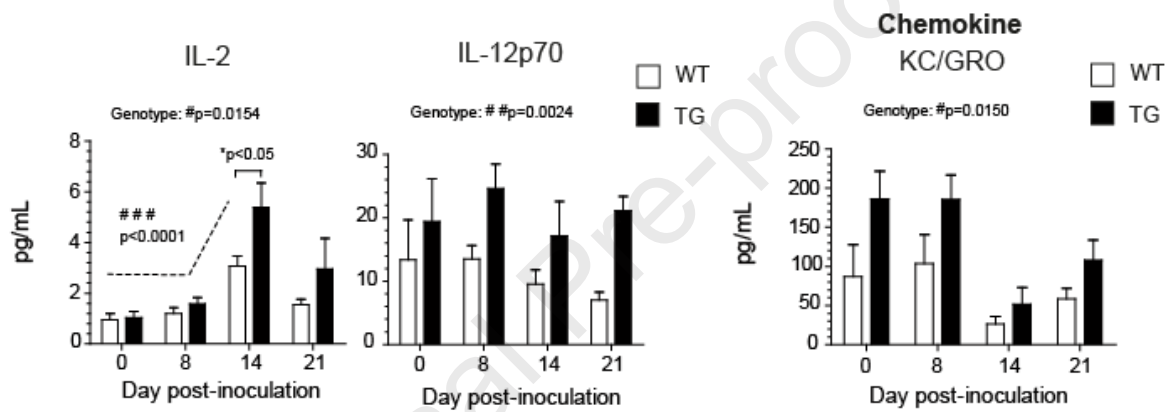 IL-2
Genotype: #p=0.0154
pg/mL
8
6
4
2
0
*p<0.05
# # #
p<0.0001
0 8 14 21
Day post-inoculation
IL-12p70
Genotype: # #p=0.0024
30
20
10
0
0 8 14 21
Day post-inoculation
WT
TG
Chemokine
KC/GRO
Genotype: #p=0.0150
pg/mL
250
200
150
100
50
0
0 8 14 21
Day post-inoculation
WT
TG
al Pre-proo